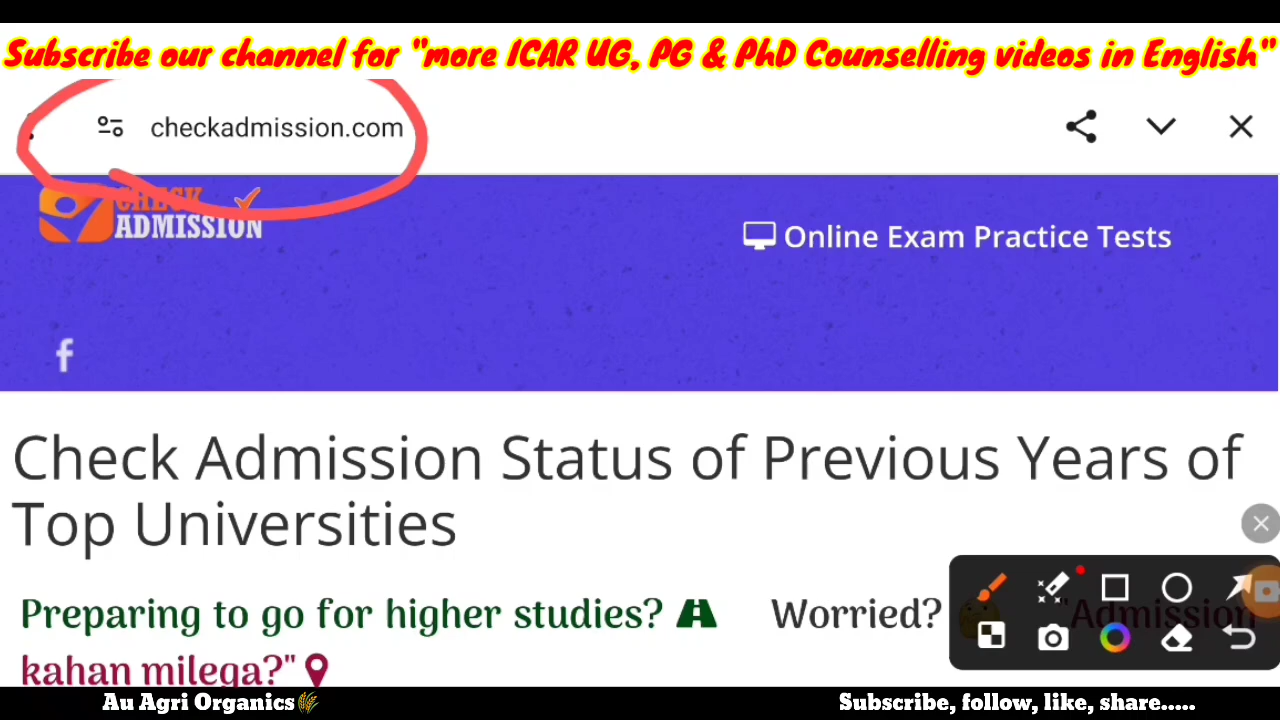 Subscribe our channel for "more ICAR UG, PG & PhD Counselling videos in English"
checkadmission.com
CHECK
ADMISSION
Online Exam Practice Tests
f
Check Admission Status of Previous Years of
Top Universities
Preparing to go for higher studies? Worried? "Admission
kahan milega?"
Au Agri Organics🌾
Subscribe, follow, like, share.....